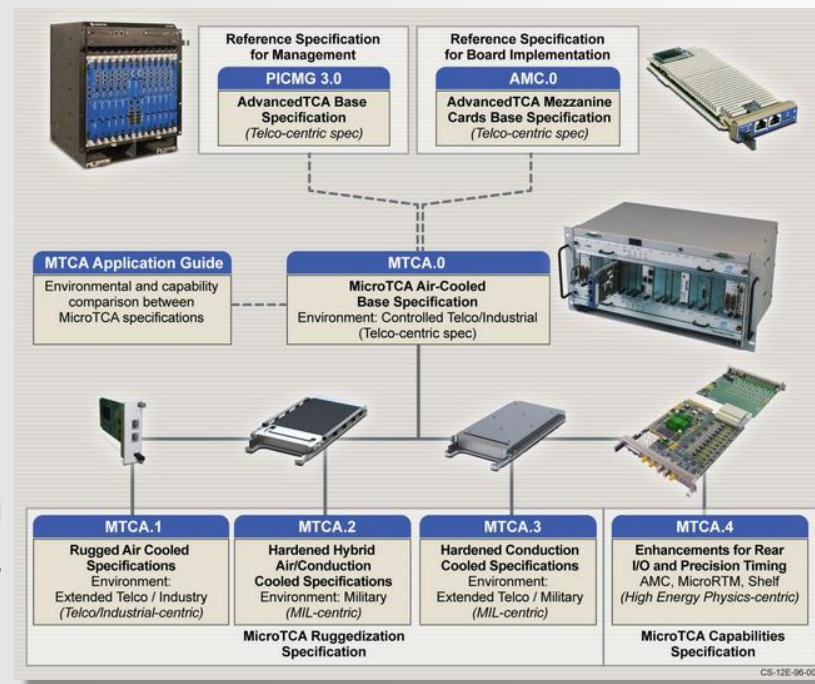 Reference Specification
for Management
PICMG 3.0
AdvancedTCA Base
Specification
(Telco-centric spec)
Reference Specification
for Board Implementation
AMC.0
AdvancedTCA Mezzanine
Cards Base Specification
(Telco-centric spec)
MTCA Application Guide
Environmental and capability
comparison between
MicroTCA specifications
MTCA.0
MicroTCA Air-Cooled
Base Specification
Environment: Controlled Telco/Industrial
(Telco-centric spec)
MTCA.1
Rugged Air Cooled
Specifications
Environment:
Extended Telco / Industry
(Telco/Industrial-centric)
MTCA.2
Hardened Hybrid
Air/Conduction
Cooled Specifications
Environment: Military
(MIL-centric)
MTCA.3
Hardened Conduction
Cooled Specifications
Environment:
Extended Telco / Military
(MIL-centric)
MicroTCA Ruggedization
Specification
MTCA.4
Enhancements for Rear
I/O and Precision Timing
AMC, MicroRTM, Shelf
(High Energy Physics-centric)
MicroTCA Capabilities
Specification